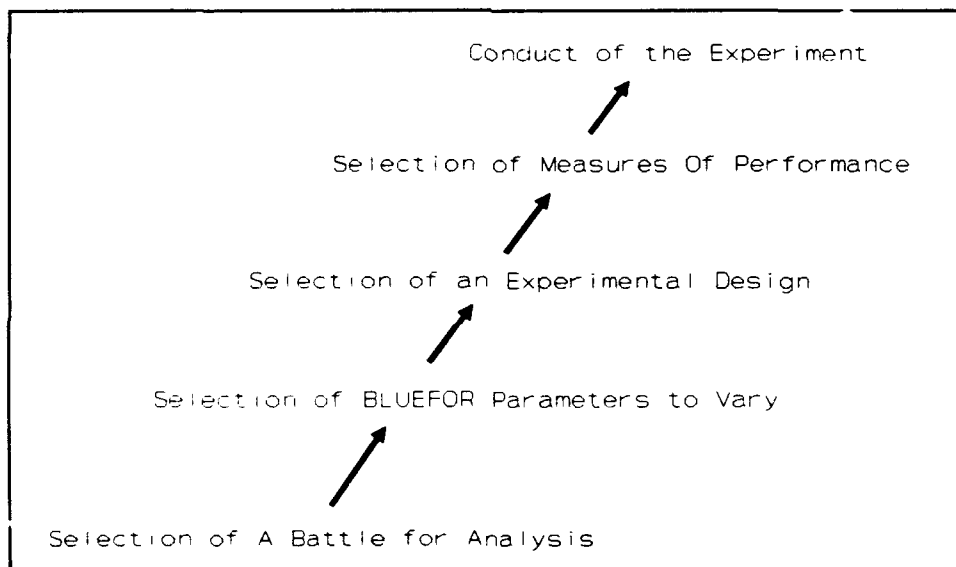 Conduct of the Experiment
Selection of Measures Of Performance
Selection of an Experimental Design
Selection of BLUEFOR Parameters to Vary
Selection of A Battle for Analysis